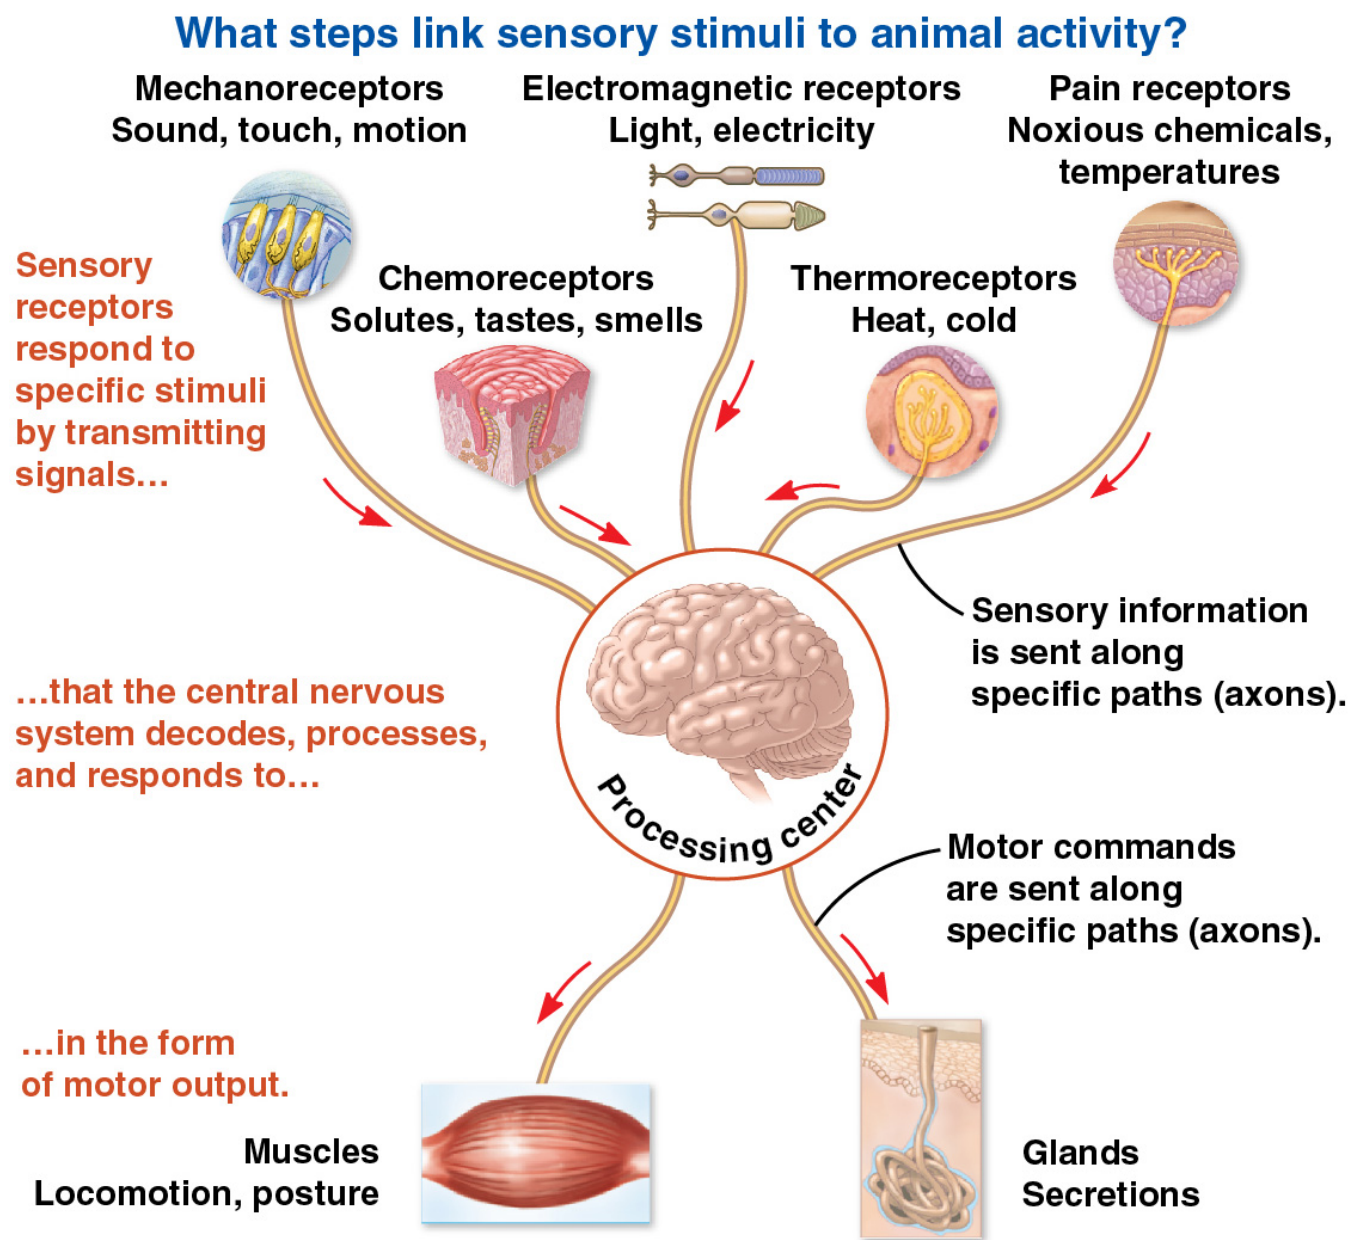 What steps link sensory stimuli to animal activity?
Mechanoreceptors
Sound, touch, motion
Electromagnetic receptors
Light, electricity
Pain receptors
Noxious chemicals,
temperatures
Sensory
receptors
respond to
specific stimuli
by transmitting
signals…
Chemoreceptors
Solutes, tastes, smells
Thermoreceptors
Heat, cold
Sensory information
is sent along
specific paths (axons).
…that the central nervous
system decodes, processes,
and responds to…
Processing center
Motor commands
are sent along
specific paths (axons).
…in the form
of motor output.
Muscles
Locomotion, posture
Glands
Secretions